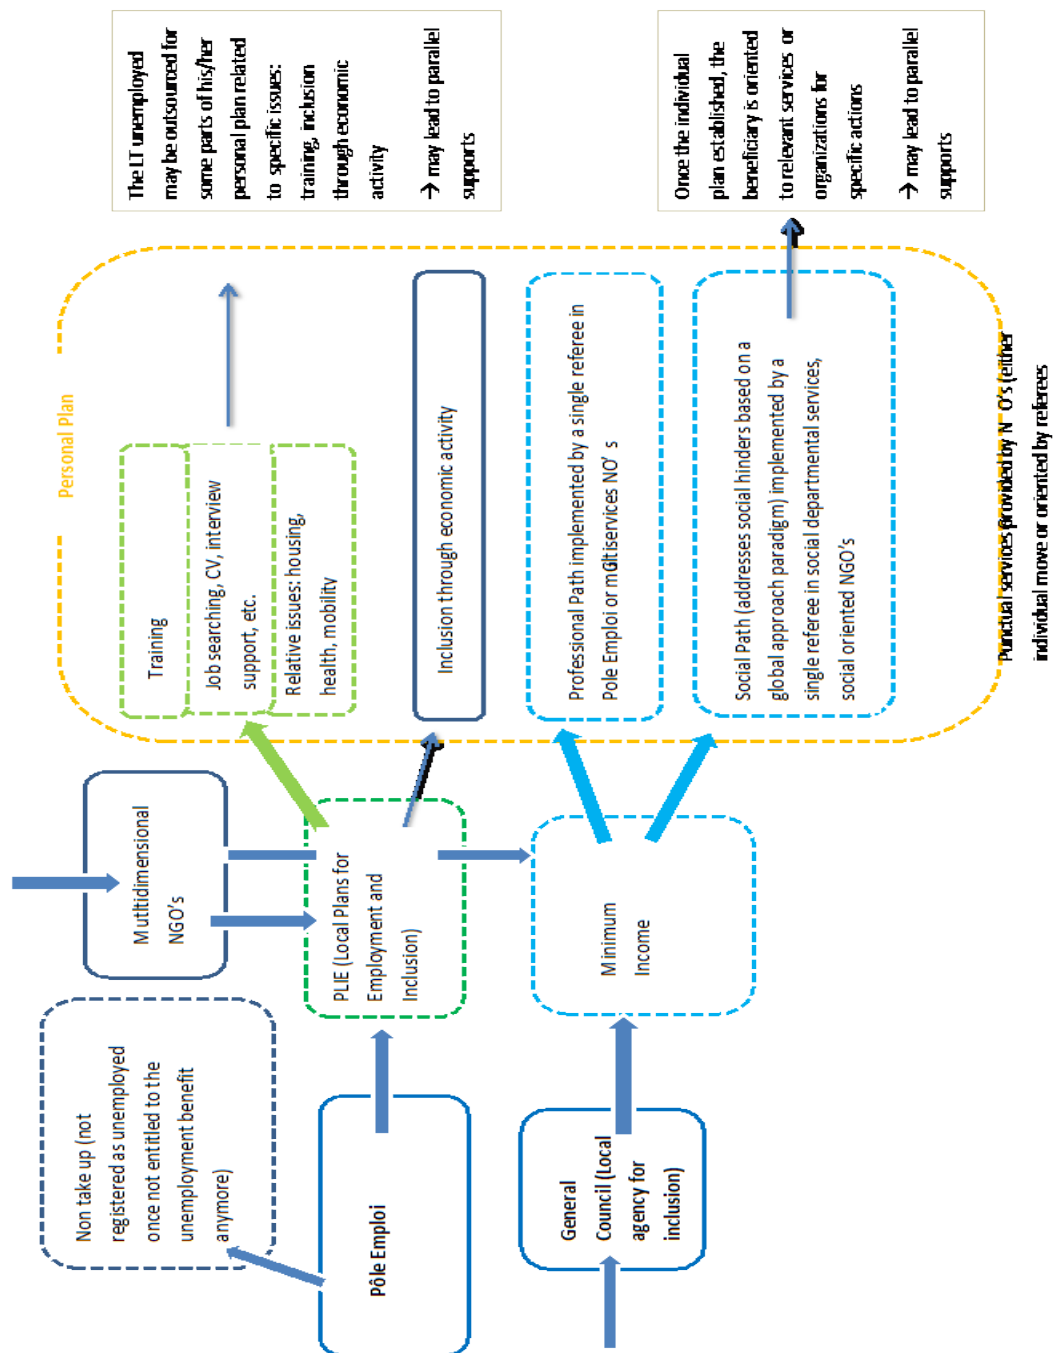 Non take up (not
registered as unemployed
once not entitled to the
unemployment benefit
anymore)
Pôle Emploi
General
Council (Local
agency for
inclusion)
Mutltidimensional
NGO's
PLIE (Local Plans for
Employment and
Inclusion)
Minimum
Income
Personal Plan
Training
Job searching, CV, interview
support, etc.
Relative issues: housing,
health, mobility
Inclusion through economic activity
Professional Path implemented by a single referee in
Pole Emploi or NO's
Social Path (addresses social hinders based on a
global approach paradigm) implemented by a
single referee in social departmental services,
social oriented NGO's
Punctual services provided by (either
individual move or oriented by referees
The LT unemployed
may be outsourced for
some parts of his/her
personal plan related
to specific issues:
training, inclusion
through economic
activity
→ may lead to parallel
supports
Once the individual
plan established, the
beneficiary is oriented
to relevant services or
organizations for
specific actions
→ may lead to parallel
supports